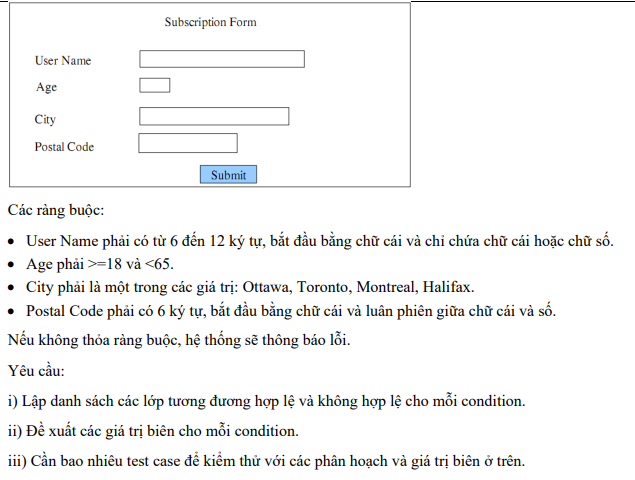 Subscription Form
User Name
Age
City
Postal Code
Submit
Các ràng buộc:
• User Name phải có từ 6 đến 12 ký tự, bắt đầu bằng chữ cái và chỉ chứa chữ cái hoặc chữ số.
• Age phải >=18 và <65.
• City phải là một trong các giá trị: Ottawa, Toronto, Montreal, Halifax.
• Postal Code phải có 6 ký tự, bắt đầu bằng chữ cái và luân phiên giữa chữ cái và số.
Nếu không thỏa ràng buộc, hệ thống sẽ thông báo lỗi.
Yêu cầu:
i) Lập danh sách các lớp tương đương hợp lệ và không hợp lệ cho mỗi condition.
ii) Đề xuất các giá trị biên cho mỗi condition.
iii) Cần bao nhiêu test case để kiểm thử với các phân hoạch và giá trị biên ở trên.